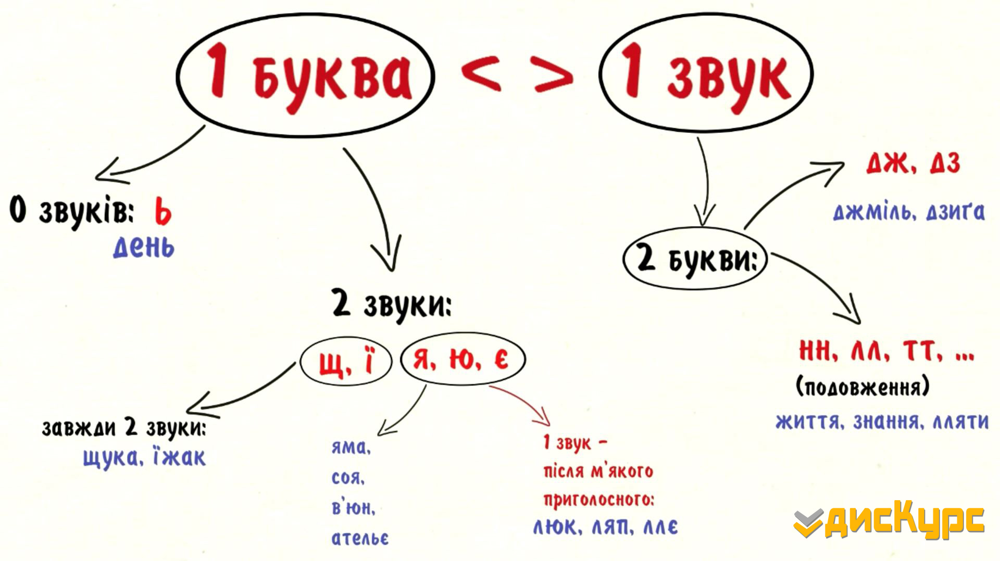 1 буква < > 1 звук
0 звуків: ь
день
2 звуки:
щ, ї
я, ю, є
завжди 2 звуки:
щука, їжак
яма,
соя,
в'юн,
ательє
1 звук –
після м'якого
приголосного:
люк, ляп, ллє
2 букви:
дж, дз
джміль, дзиґа
нн, лл, тт, ...
(подовження)
життя, знання, лляти
дисКурс